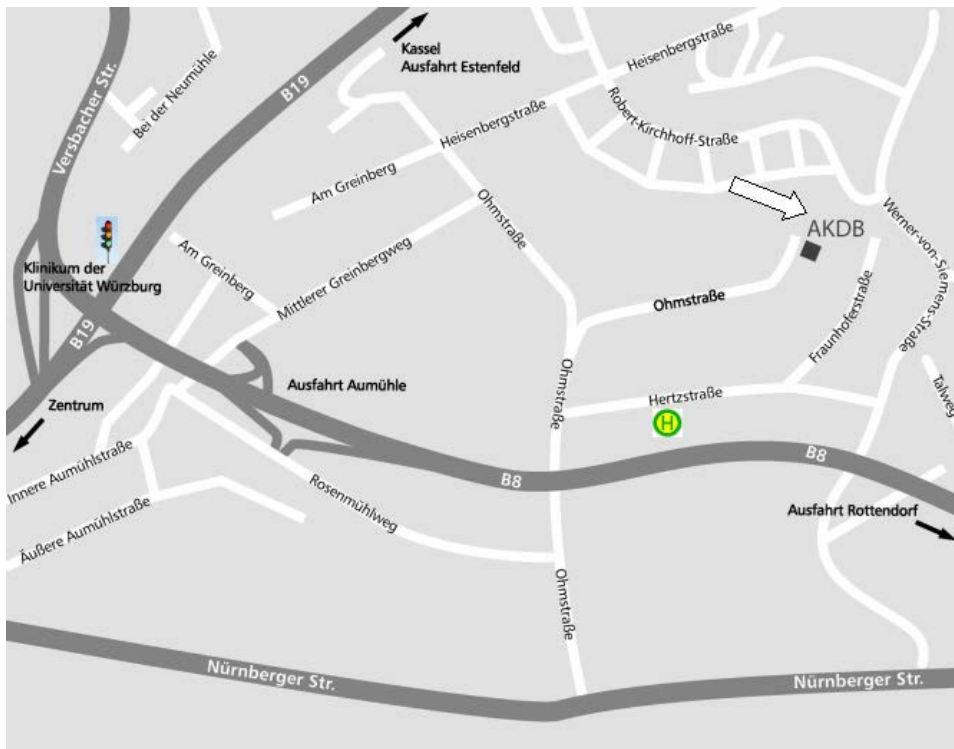 Kassel
Ausfahrt Estenfeld
Heisenbergstraße
Versbacher Str.
Bei der Neumühle
B19
Heisenbergstraße
Robert-Kirchhoff-Straße
Am Greinberg
Ohmstraße
AKDB
Werner-von-Siemens-Straße
Klinikum der
Universität Würzburg
Am Greinberg
Mittlerer Greinbergweg
Ohmstraße
Fraunhoferstraße
B19
Ausfahrt Aumühle
Ohmstraße
Hertzstraße
Talweg
Zentrum
H
Innere Aumühlstraße
Rosenmühlweg
B8
B8
Äußere Aumühlstraße
Ausfahrt Rottendorf
Ohmstraße
Nürnberger Str.
Nürnberger Str.